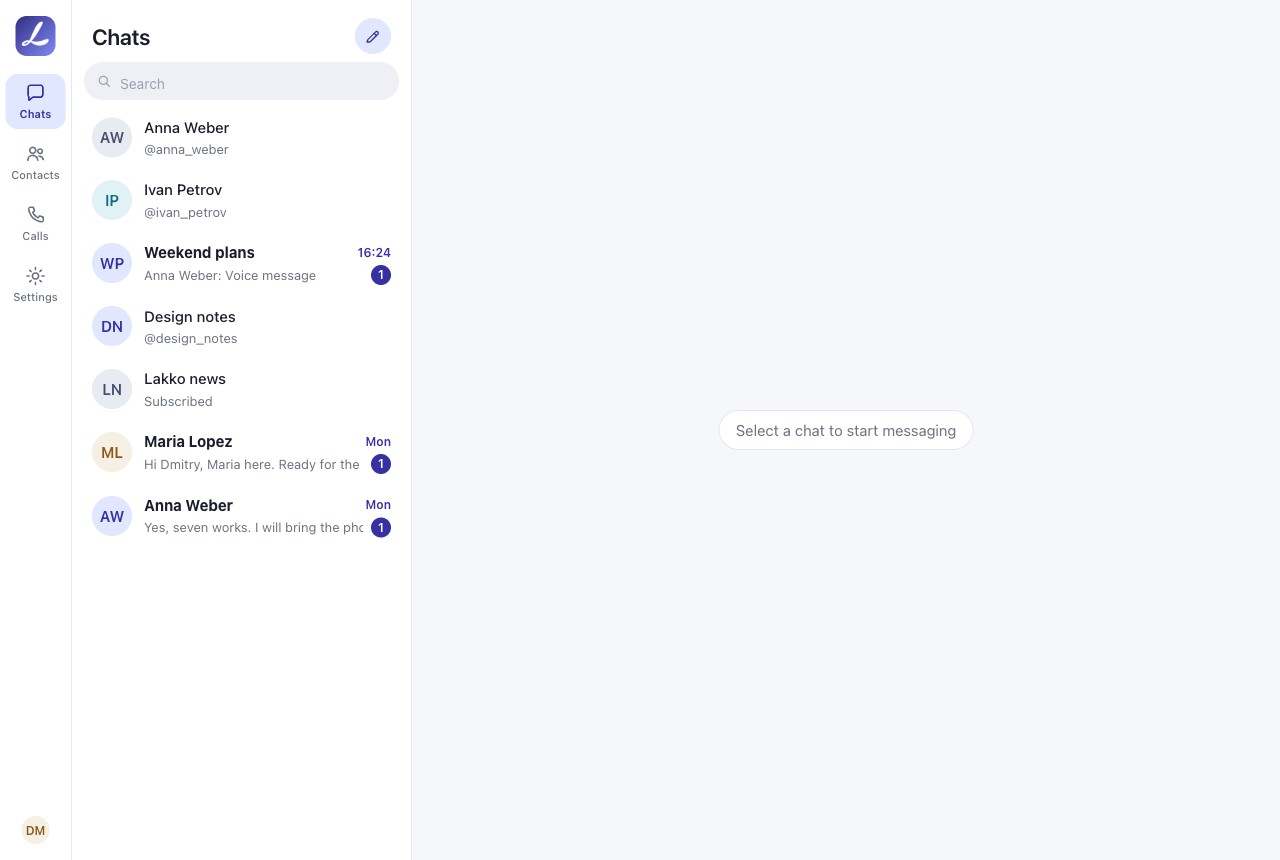 L
Chats
Contacts
Calls
Settings
DM
Chats
Search
AW
Anna Weber
@anna_weber
IP
Ivan Petrov
@ivan_petrov
WP
Weekend plans
16:24
Anna Weber: Voice message
1
DN
Design notes
@design_notes
LN
Lakko news
Subscribed
ML
Maria Lopez
Mon
Hi Dmitry, Maria here. Ready for the
1
AW
Anna Weber
Mon
Yes, seven works. I will bring the
1
Select a chat to start messaging